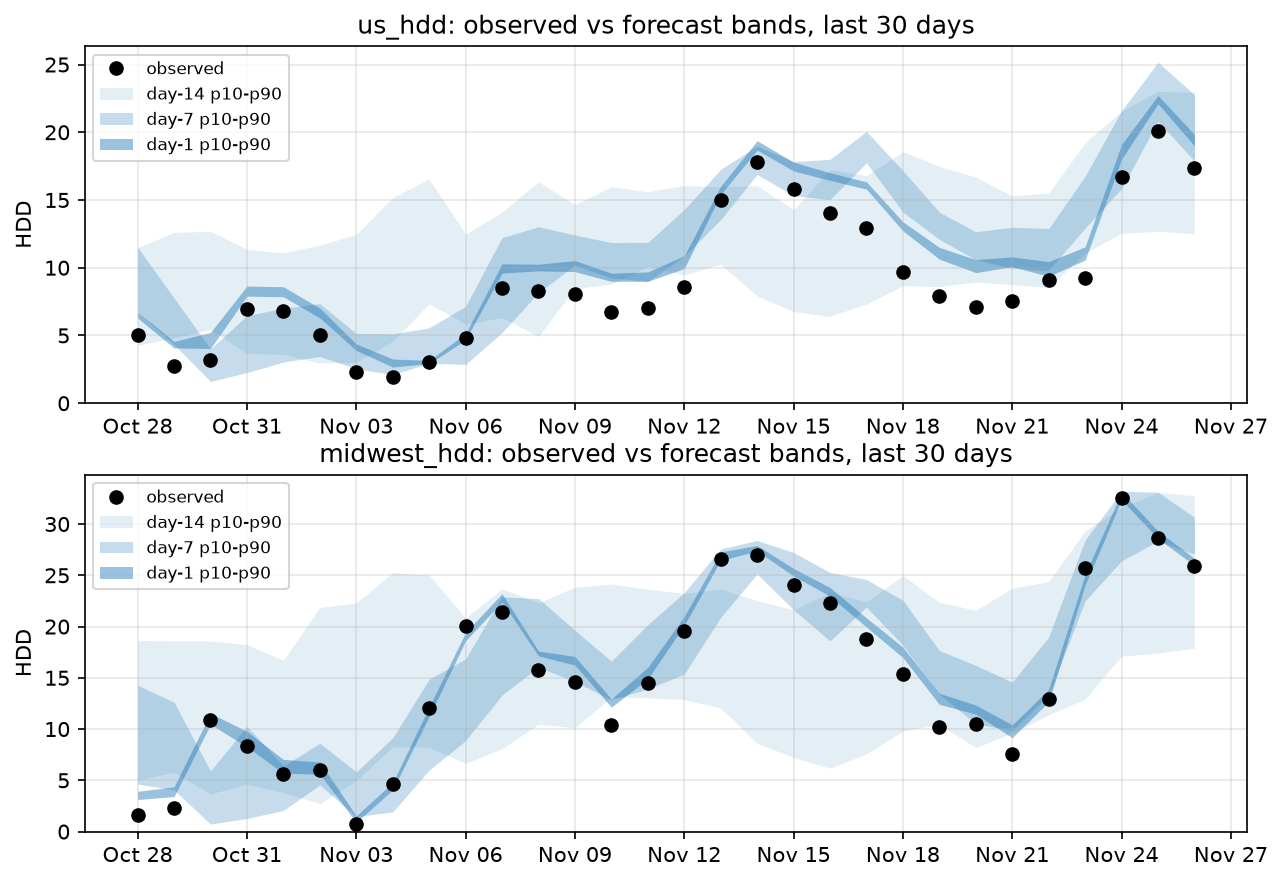 us_hdd: observed vs forecast bands, last 30 days
HDD
25
20
15
10
5
0
observed
day-14 p10-p90
day-7 p10-p90
day-1 p10-p90
Oct 28 Oct 31 Nov 03 Nov 06 Nov 09 Nov 12 Nov 15 Nov 18 Nov 21 Nov 24 Nov 27
midwest_hdd: observed vs forecast bands, last 30 days
HDD
30
25
20
15
10
5
0
observed
day-14 p10-p90
day-7 p10-p90
day-1 p10-p90
Oct 28 Oct 31 Nov 03 Nov 06 Nov 09 Nov 12 Nov 15 Nov 18 Nov 21 Nov 24 Nov 27